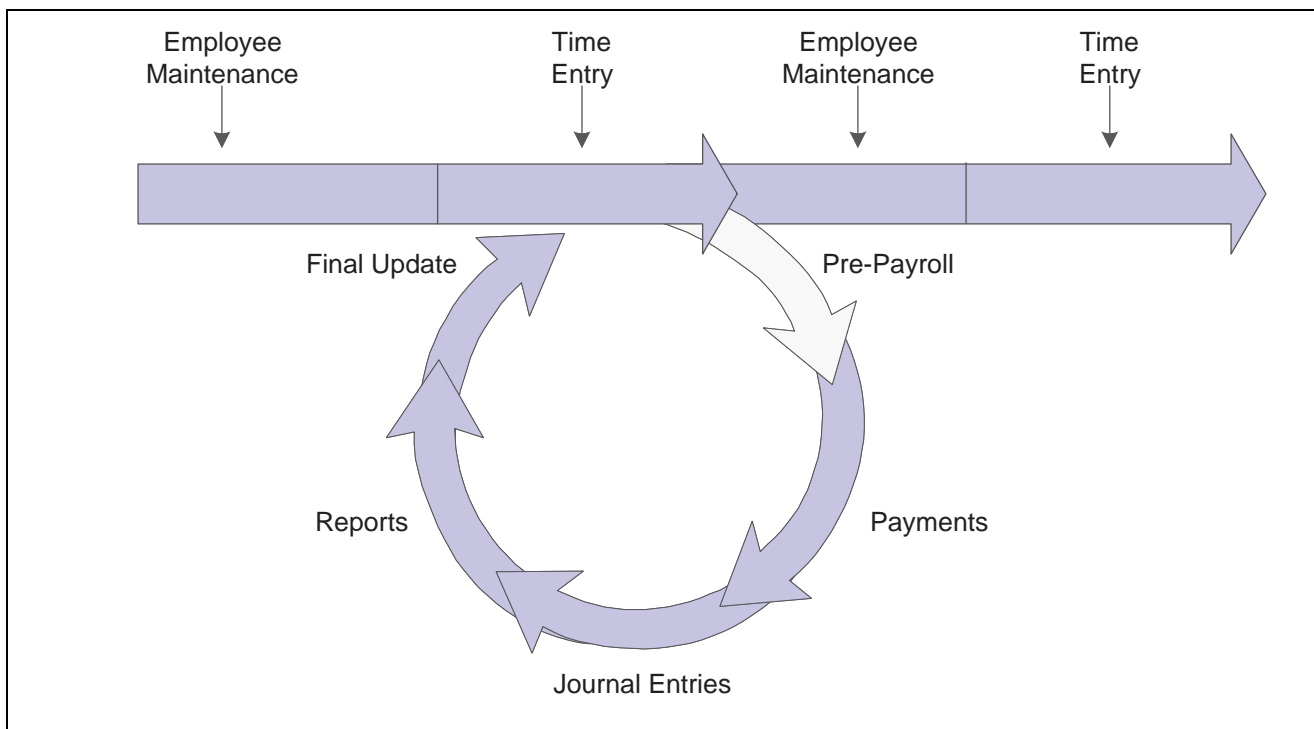 Employee
Maintenance
Time
Entry
Employee
Maintenance
Time
Entry
Final Update
Pre-Payroll
Reports
Payments
Journal Entries